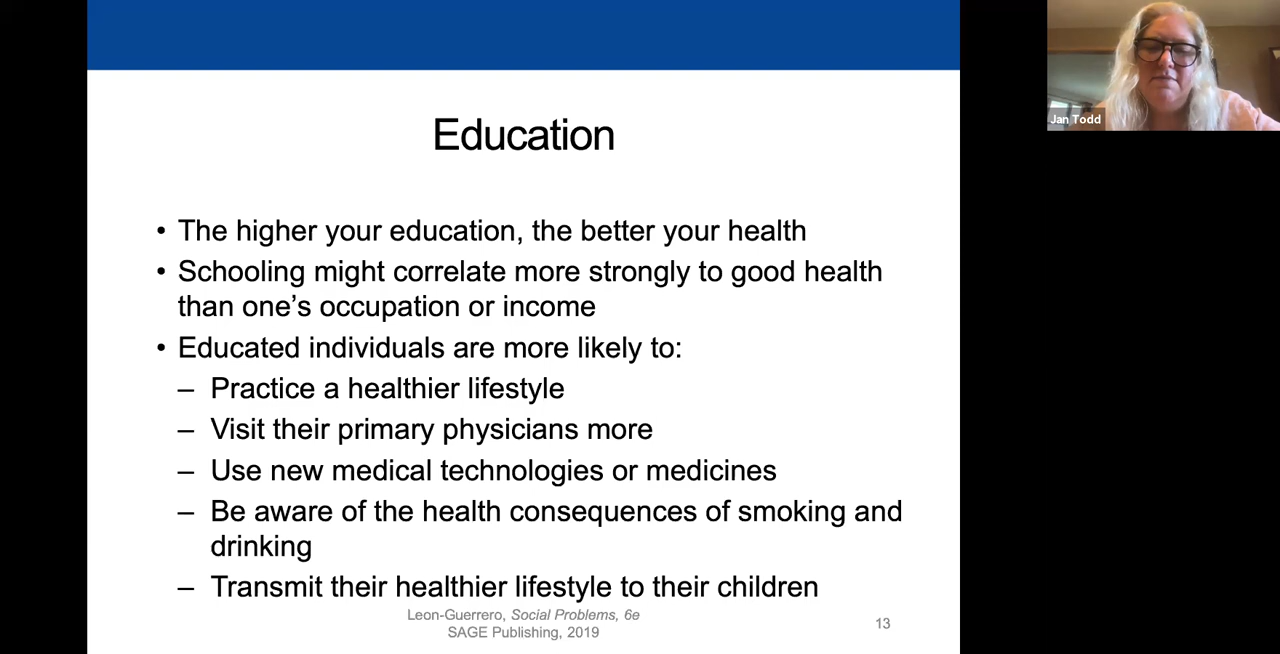 Education
• The higher your education, the better your health
• Schooling might correlate more strongly to good health
than one's occupation or income
• Educated individuals are more likely to:
– Practice a healthier lifestyle
– Visit their primary physicians more
– Use new medical technologies or medicines
– Be aware of the health consequences of smoking and
drinking
– Transmit their healthier lifestyle to their children
Leon-Guerrero, Social Problems, 6e
SAGE Publishing, 2019
13
Jan Todd